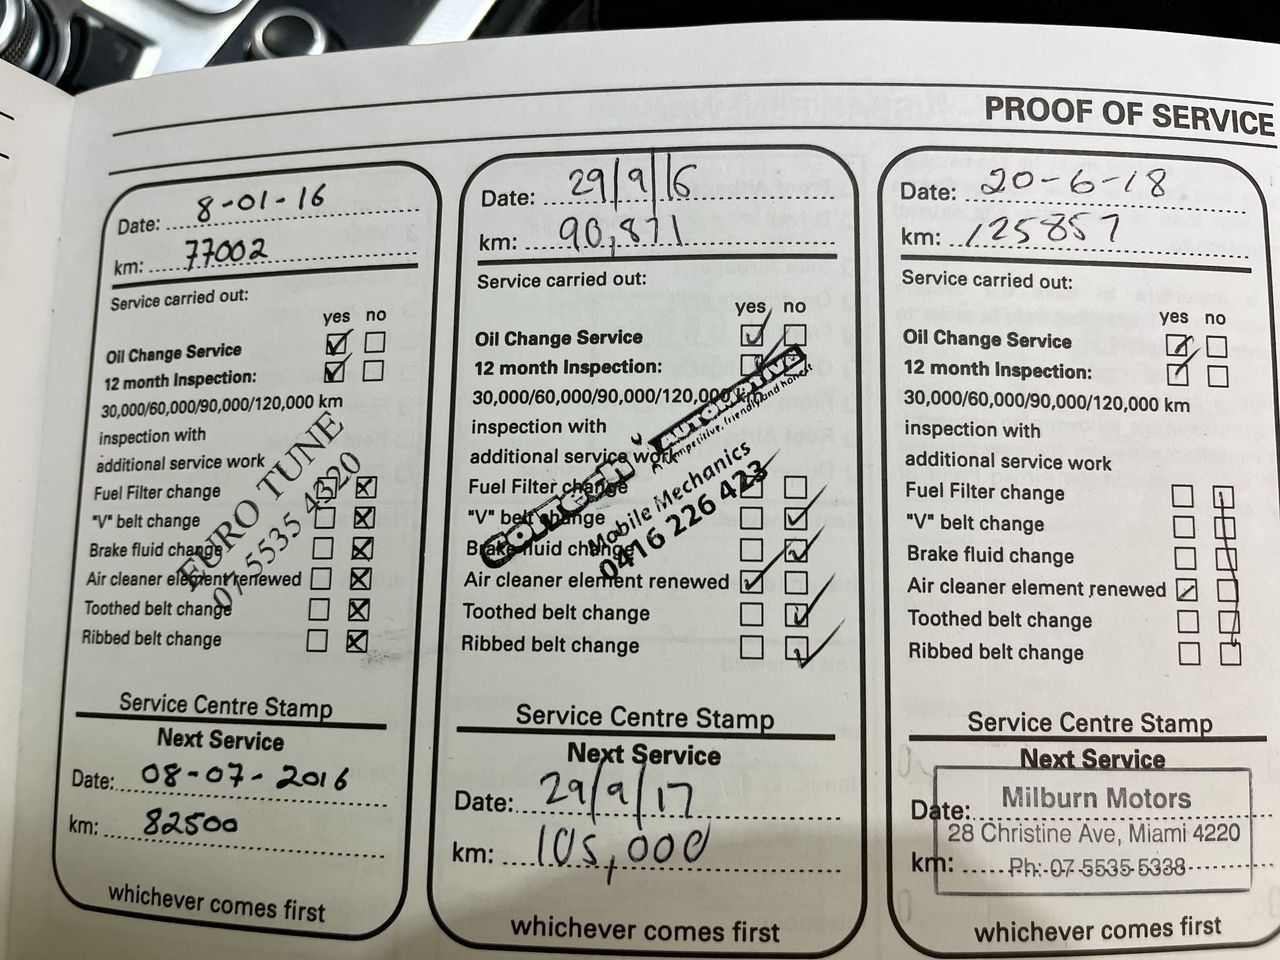 PROOF OF SERVICE
Date: 8-01-16
km: 77002
Service carried out:
yes no
Oil Change Service
12 month Inspection:
30,000/60,000/90,000/120,000 km
inspection with
additional service work
Fuel Filter change
"V" belt change
Brake fluid change
Air cleaner element renewed
Toothed belt change
Ribbed belt change
EURO TUNE
07 5535 4320
Service Centre Stamp
Next Service
Date: 08-07-2016
km: 82500
whichever comes first
Date: 29/9/16
km: 90,871
Service carried out:
yes no
Oil Change Service
12 month Inspection:
30,000/60,000/90,000/120,000 km
inspection with
additional service work
Fuel Filter change
"V" belt change
Brake fluid change
Air cleaner element renewed
Toothed belt change
Ribbed belt change
AUTOMOTIVE
A competitive, friendly and honest
Mobile Mechanics
0416 226 423
Service Centre Stamp
Next Service
Date: 29/9/17
km: 105,000
whichever comes first
Date: 20-6-18
km: 125857
Service carried out:
yes no
Oil Change Service
12 month Inspection:
30,000/60,000/90,000/120,000 km
inspection with
additional service work
Fuel Filter change
"V" belt change
Brake fluid change
Air cleaner element renewed
Toothed belt change
Ribbed belt change
Service Centre Stamp
Next Service
Date:
km:
Milburn Motors
28 Christine Ave, Miami 4220
Ph: 07 5535 5338
whichever comes first